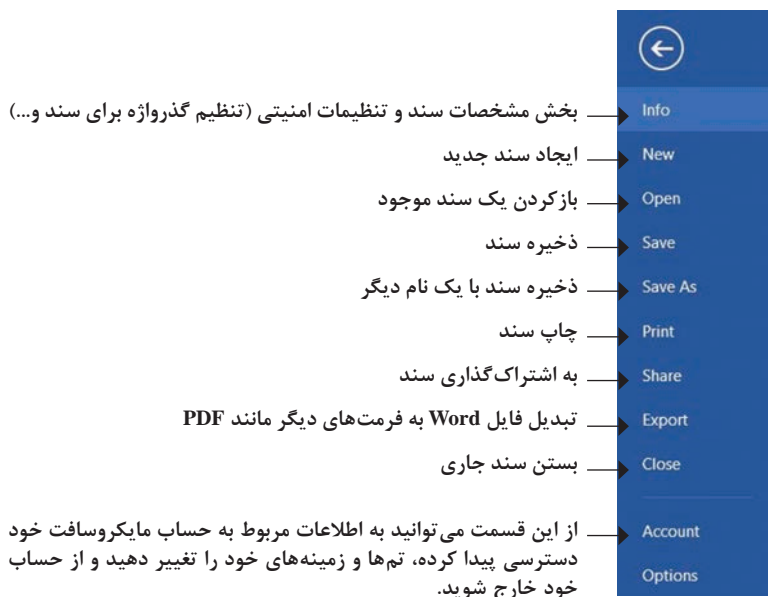 Info
بخش مشخصات سند و تنظیمات امنیتی (تنظیم گذرواژه برای سند و...)
New
ایجاد سند جدید
Open
بازکردن یک سند موجود
Save
ذخیره سند
Save As
ذخیره سند با یک نام دیگر
Print
چاپ سند
Share
به اشتراک‌گذاری سند
Export
تبدیل فایل Word به فرمت‌های دیگر مانند PDF
Close
بستن سند جاری
Account
از این قسمت می‌توانید به اطلاعات مربوط به حساب مایکروسافت خود
دسترسی پیدا کرده، تم‌ها و زمینه‌های خود را تغییر دهید و از حساب
خود خارج شوید.
Options